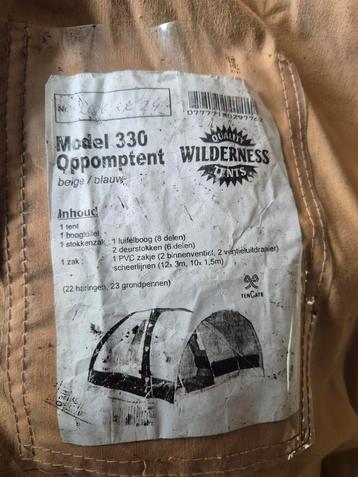 Nr.
Model 330
Oppomptent
beige / blauw
QUALITY
WILDERNESS
TENTS
Inhoud
1 tent
1 boogtoilet
1 stokkenzak : 1 luifelboog (8 delen)
2 deurstokken (6 delen)
1 zak : 1 PVC zakje (2 binnenventiel, 2 ventieluitdraaier)
scheerlijnen (12x 3m, 10x 1,5m)
(22 haringen, 23 grondpennen)
TENCATE